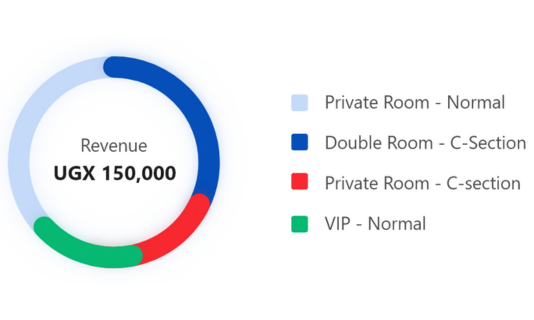 Revenue
UGX 150,000
Private Room - Normal
Double Room - C-Section
Private Room - C-section
VIP - Normal